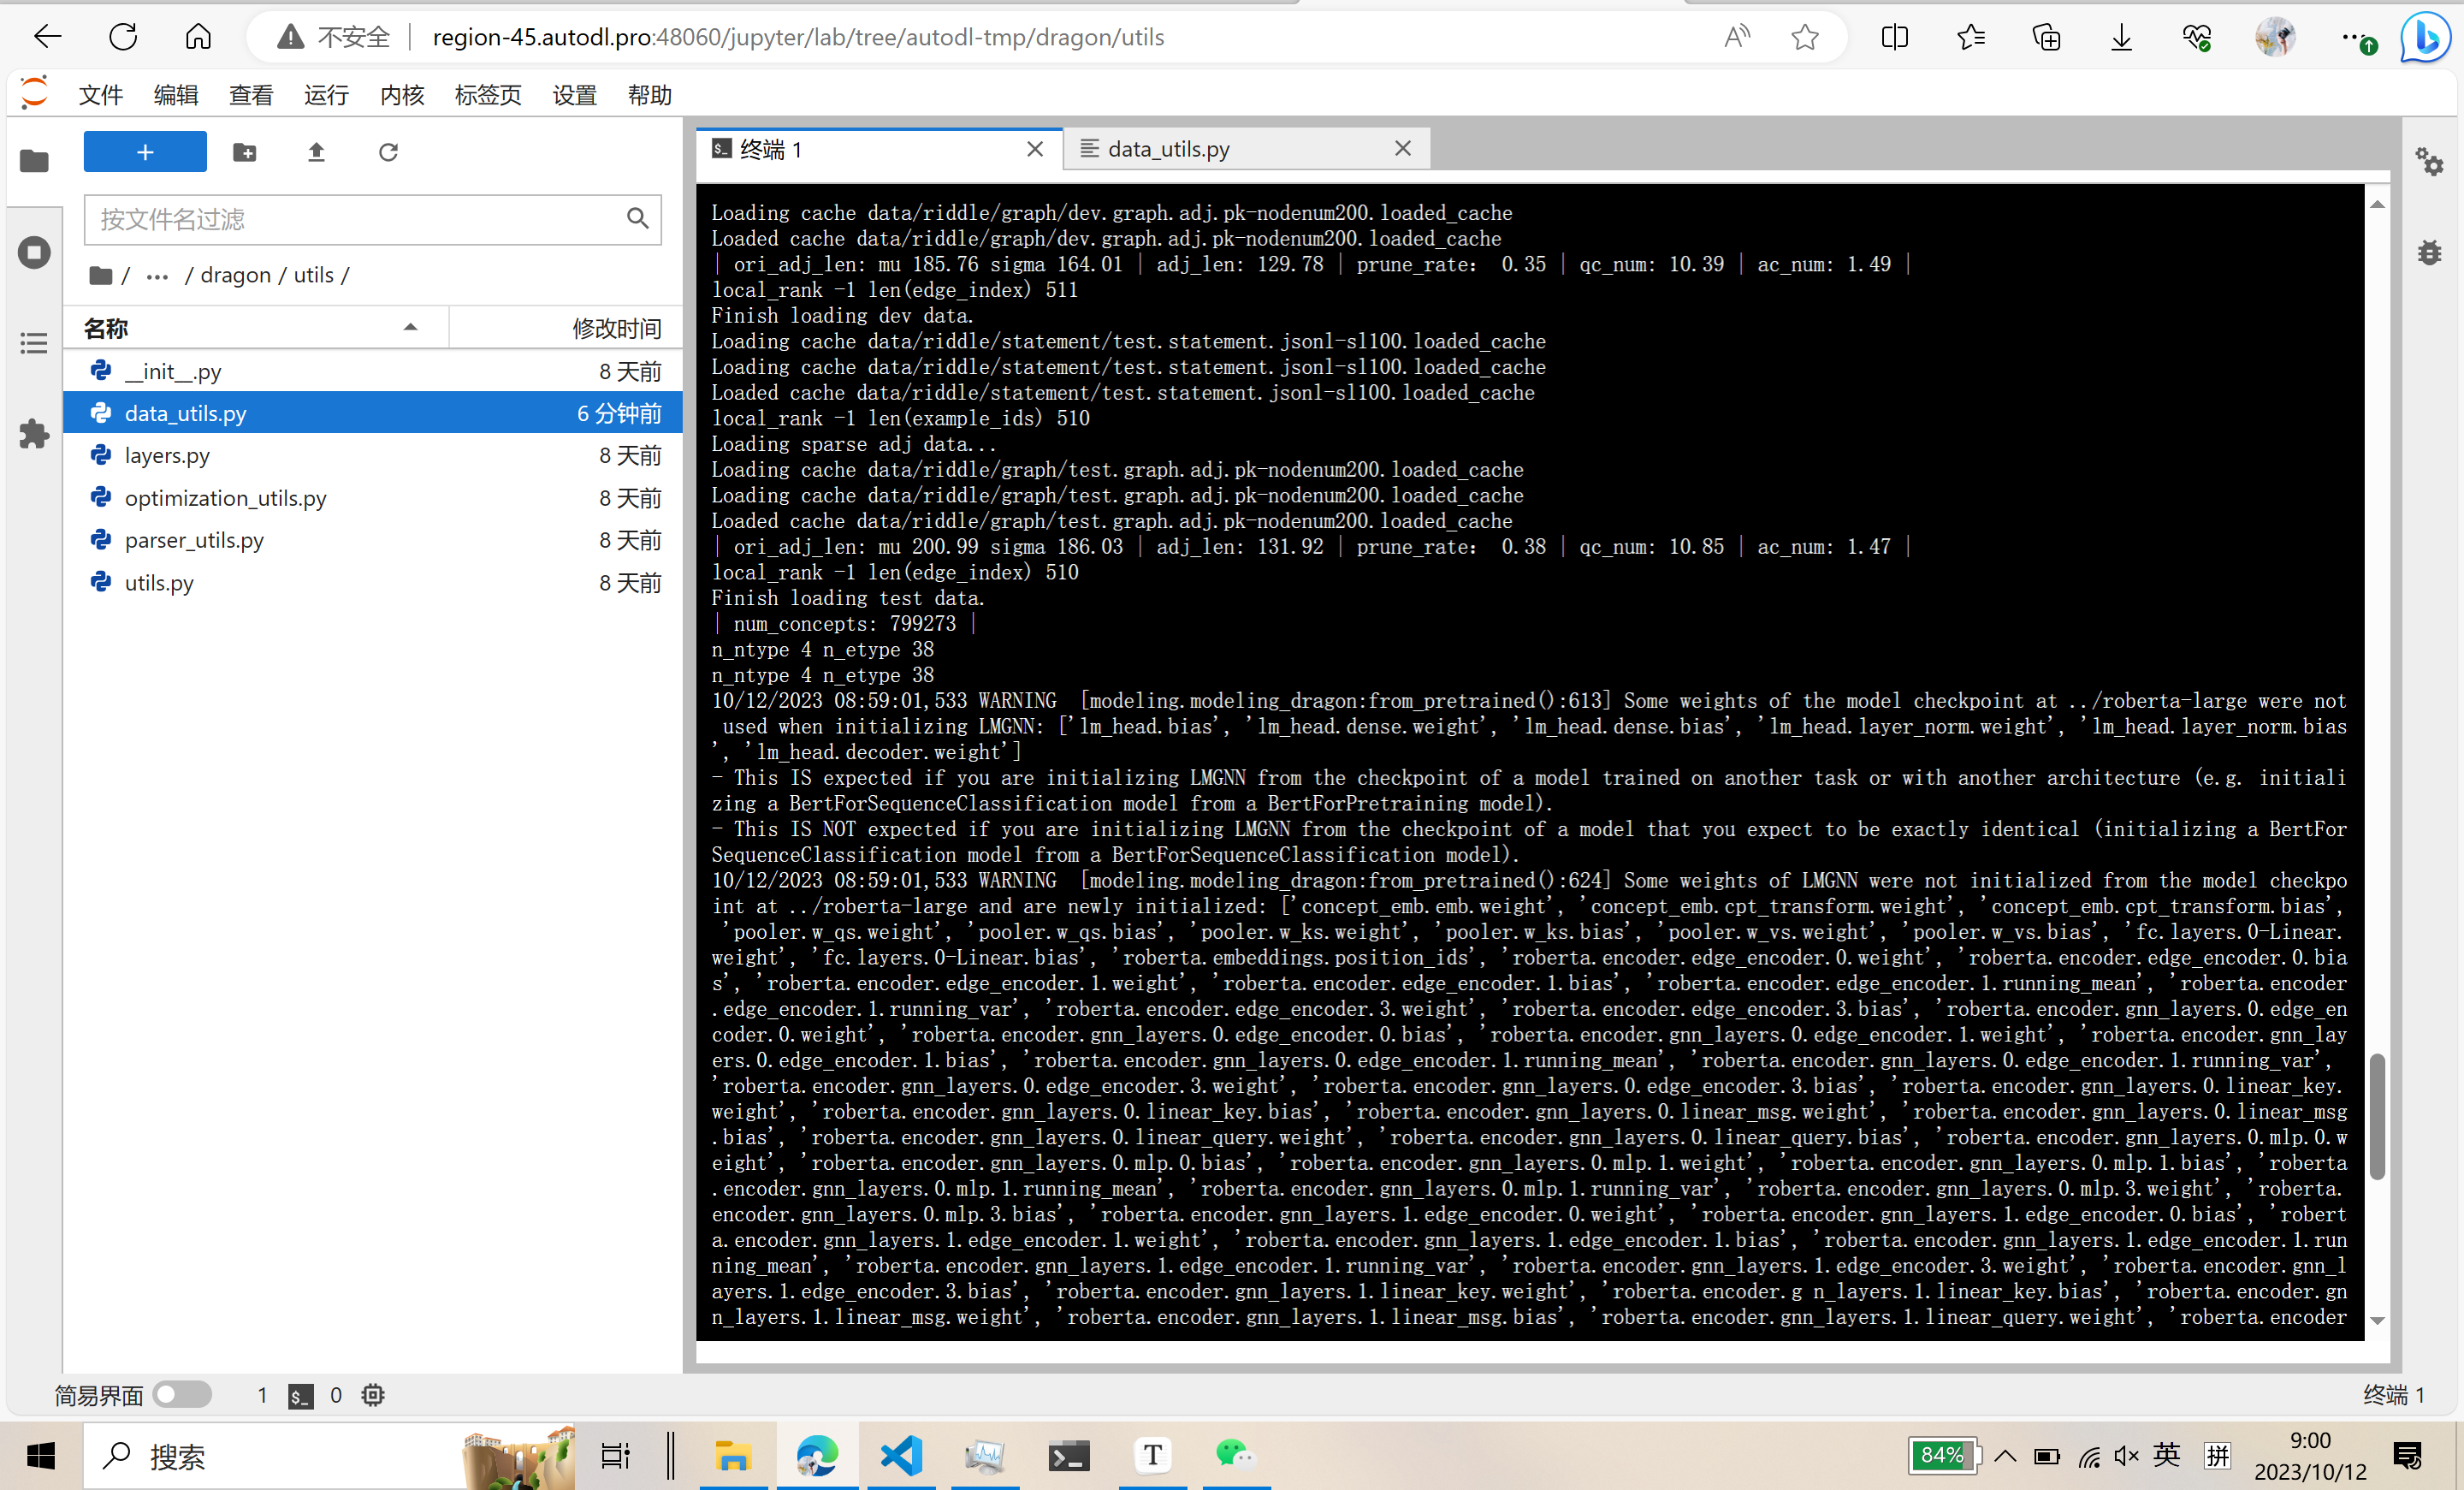 不安全 region-45.autodl.pro:48060/jupyter/lab/tree/autodl-tmp/dragon/utils
文件 编辑 查看 运行 内核 标签页 设置 帮助
按文件名过滤
/ ··· / dragon / utils /
名称 修改时间
__init__.py 8 天前
data_utils.py 6 分钟前
layers.py 8 天前
optimization_utils.py 8 天前
parser_utils.py 8 天前
utils.py 8 天前
终端 1 data_utils.py
Loading cache data/riddle/graph/dev.graph.adj.pk-nodenum200.loaded_cache
Loaded cache data/riddle/graph/dev.graph.adj.pk-nodenum200.loaded_cache
| ori_adj_len: mu 185.76 sigma 164.01 | adj_len: 129.78 | prune_rate： 0.35 | qc_num: 10.39 | ac_num: 1.49 |
local_rank -1 len(edge_index) 511
Finish loading dev data.
Loading cache data/riddle/statement/test.statement.jsonl-sl100.loaded_cache
Loading cache data/riddle/statement/test.statement.jsonl-sl100.loaded_cache
Loaded cache data/riddle/statement/test.statement.jsonl-sl100.loaded_cache
local_rank -1 len(example_ids) 510
Loading sparse adj data...
Loading cache data/riddle/graph/test.graph.adj.pk-nodenum200.loaded_cache
Loading cache data/riddle/graph/test.graph.adj.pk-nodenum200.loaded_cache
Loaded cache data/riddle/graph/test.graph.adj.pk-nodenum200.loaded_cache
| ori_adj_len: mu 200.99 sigma 186.03 | adj_len: 131.92 | prune_rate： 0.38 | qc_num: 10.85 | ac_num: 1.47 |
local_rank -1 len(edge_index) 510
Finish loading test data.
| num_concepts: 799273 |
n_ntype 4 n_etype 38
n_ntype 4 n_etype 38
10/12/2023 08:59:01,533 WARNING  [modeling.modeling_dragon:from_pretrained():613] Some weights of the model checkpoint at ../roberta-large were not
 used when initializing LMGNN: ['lm_head.bias', 'lm_head.dense.weight', 'lm_head.dense.bias', 'lm_head.layer_norm.weight', 'lm_head.layer_norm.bias
', 'lm_head.decoder.weight']
- This IS expected if you are initializing LMGNN from the checkpoint of a model trained on another task or with another architecture (e.g. initiali
zing a BertForSequenceClassification model from a BertForPretraining model).
- This IS NOT expected if you are initializing LMGNN from the checkpoint of a model that you expect to be exactly identical (initializing a BertFor
SequenceClassification model from a BertForSequenceClassification model).
10/12/2023 08:59:01,533 WARNING  [modeling.modeling_dragon:from_pretrained():624] Some weights of LMGNN were not initialized from the model checkpo
int at ../roberta-large and are newly initialized: ['concept_emb.emb.weight', 'concept_emb.cpt_transform.weight', 'concept_emb.cpt_transform.bias',
 'pooler.w_qs.weight', 'pooler.w_qs.bias', 'pooler.w_ks.weight', 'pooler.w_ks.bias', 'pooler.w_vs.weight', 'pooler.w_vs.bias', 'fc.layers.0-Linear.
weight', 'fc.layers.0-Linear.bias', 'roberta.embeddings.position_ids', 'roberta.encoder.edge_encoder.0.weight', 'roberta.encoder.edge_encoder.0.bia
s', 'roberta.encoder.edge_encoder.1.weight', 'roberta.encoder.edge_encoder.1.bias', 'roberta.encoder.edge_encoder.1.running_mean', 'roberta.encoder
.edge_encoder.1.running_var', 'roberta.encoder.edge_encoder.3.weight', 'roberta.encoder.edge_encoder.3.bias', 'roberta.encoder.gnn_layers.0.edge_en
coder.0.weight', 'roberta.encoder.gnn_layers.0.edge_encoder.0.bias', 'roberta.encoder.gnn_layers.0.edge_encoder.1.weight', 'roberta.encoder.gnn_lay
ers.0.edge_encoder.1.bias', 'roberta.encoder.gnn_layers.0.edge_encoder.1.running_mean', 'roberta.encoder.gnn_layers.0.edge_encoder.1.running_var',
'roberta.encoder.gnn_layers.0.edge_encoder.3.weight', 'roberta.encoder.gnn_layers.0.edge_encoder.3.bias', 'roberta.encoder.gnn_layers.0.linear_key.
weight', 'roberta.encoder.gnn_layers.0.linear_key.bias', 'roberta.encoder.gnn_layers.0.linear_msg.weight', 'roberta.encoder.gnn_layers.0.linear_msg
.bias', 'roberta.encoder.gnn_layers.0.linear_query.weight', 'roberta.encoder.gnn_layers.0.linear_query.bias', 'roberta.encoder.gnn_layers.0.mlp.0.w
eight', 'roberta.encoder.gnn_layers.0.mlp.0.bias', 'roberta.encoder.gnn_layers.0.mlp.1.weight', 'roberta.encoder.gnn_layers.0.mlp.1.bias', 'roberta
.encoder.gnn_layers.0.mlp.1.running_mean', 'roberta.encoder.gnn_layers.0.mlp.1.running_var', 'roberta.encoder.gnn_layers.0.mlp.3.weight', 'roberta.
encoder.gnn_layers.0.mlp.3.bias', 'roberta.encoder.gnn_layers.1.edge_encoder.0.weight', 'roberta.encoder.gnn_layers.1.edge_encoder.0.bias', 'robert
a.encoder.gnn_layers.1.edge_encoder.1.weight', 'roberta.encoder.gnn_layers.1.edge_encoder.1.bias', 'roberta.encoder.gnn_layers.1.edge_encoder.1.run
ning_mean', 'roberta.encoder.gnn_layers.1.edge_encoder.1.running_var', 'roberta.encoder.gnn_layers.1.edge_encoder.3.weight', 'roberta.encoder.gnn_l
ayers.1.edge_encoder.3.bias', 'roberta.encoder.gnn_layers.1.linear_key.weight', 'roberta.encoder.g n_layers.1.linear_key.bias', 'roberta.encoder.gn
n_layers.1.linear_msg.weight', 'roberta.encoder.gnn_layers.1.linear_msg.bias', 'roberta.encoder.gnn_layers.1.linear_query.weight', 'roberta.encoder
简易界面 1 $_ 0 终端 1
搜索
T
84% 英 拼
9:00
2023/10/12